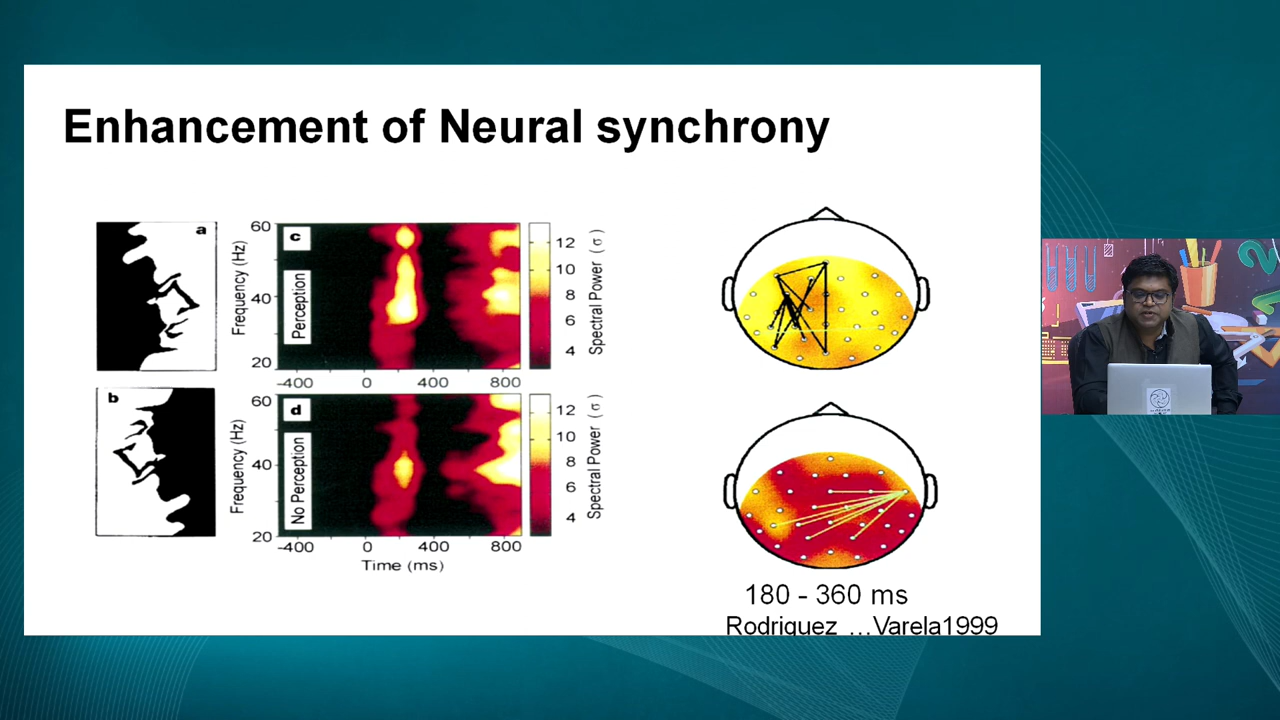 Enhancement of Neural synchrony
a
60
40
20
Frequency (Hz)
c
Perception
12
10
8
6
4
Spectral Power (σ)
-400 0 400 800
b
60
40
20
Frequency (Hz)
d
No Perception
12
10
8
6
4
Spectral Power (σ)
-400 0 400 800
Time (ms)
180 - 360 ms
Rodriguez ...Varela1999